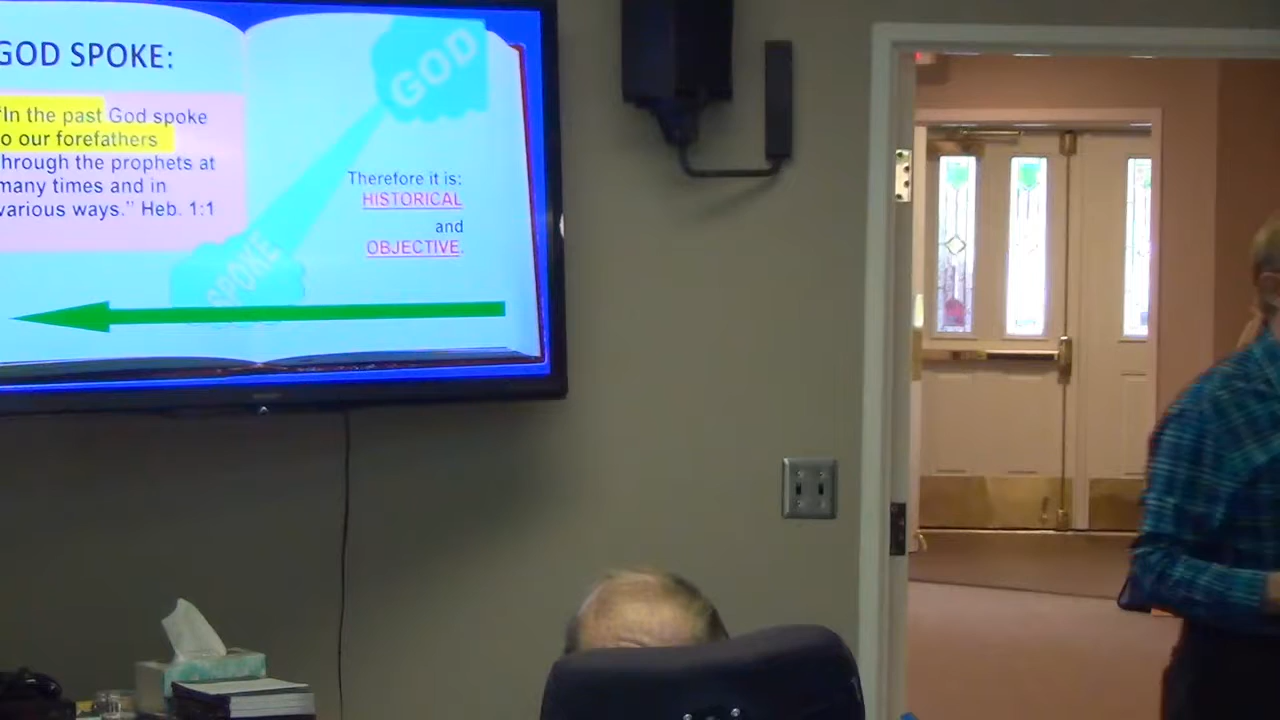 GOD SPOKE:
"In the past God spoke
o our forefathers
hrough the prophets at
many times and in
various ways." Heb. 1:1
GOD
SPOKE
Therefore it is:
HISTORICAL
and
OBJECTIVE.